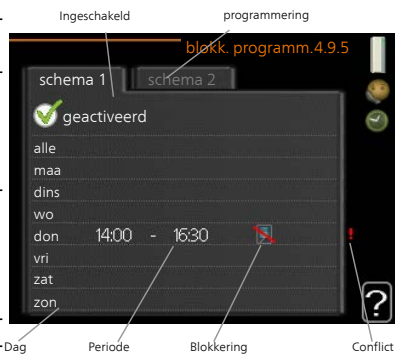 Ingeschakeld programmering
blokk. programm.4.9.5
schema 1 schema 2
geactiveerd
alle
maa
dins
wo
don 14:00 - 16:30 !
vri
zat
zon
?
Dag Periode Blokkering Conflict